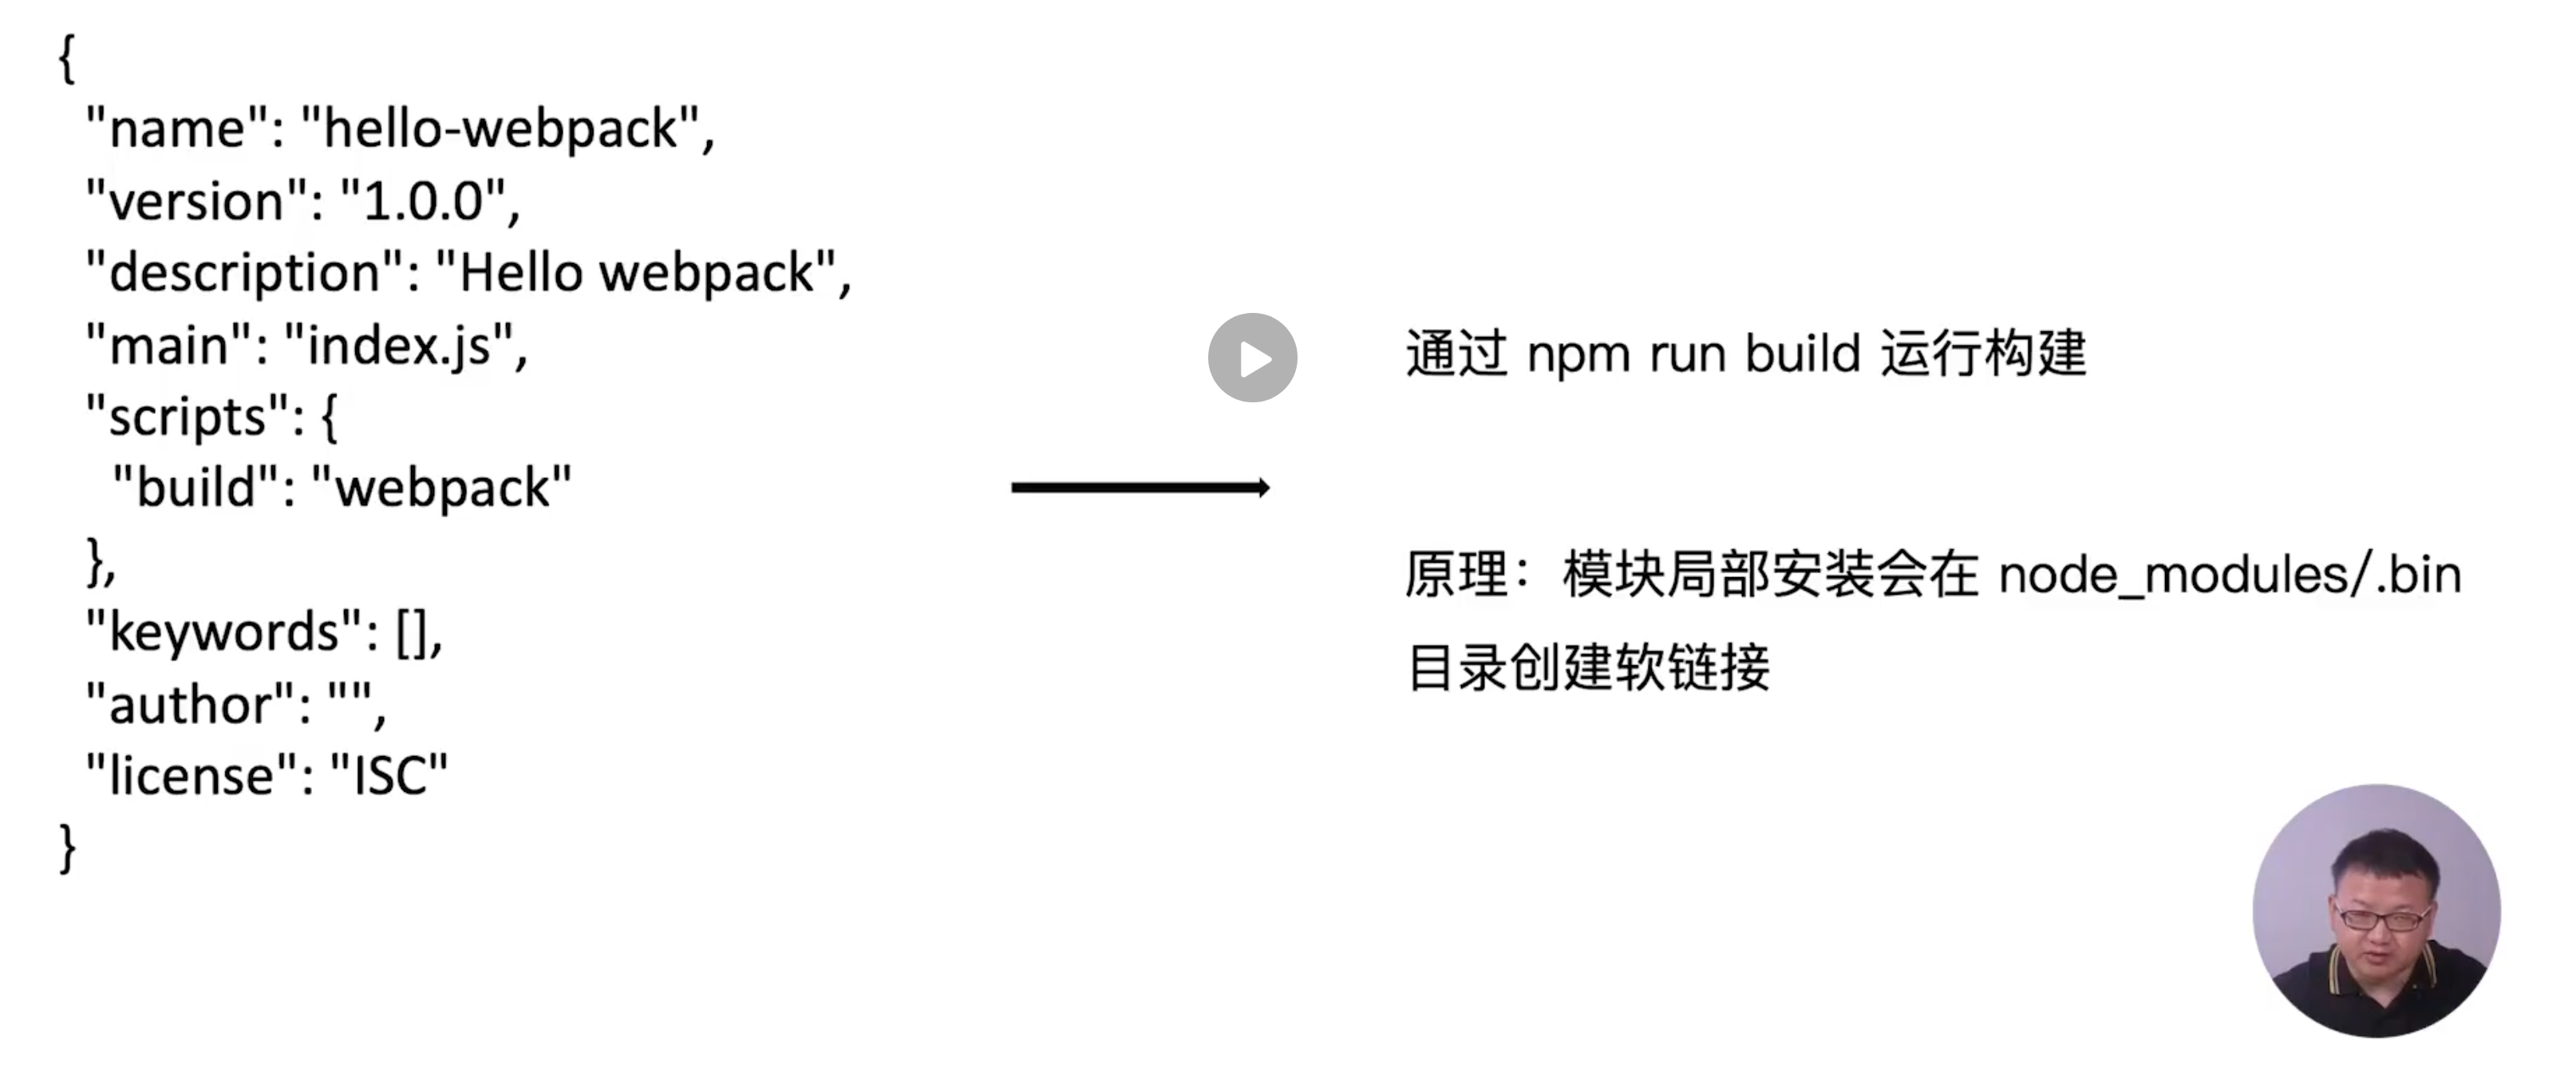 {
"name": "hello-webpack",
"version": "1.0.0",
"description": "Hello webpack",
"main": "index.js",
"scripts": {
"build": "webpack"
},
"keywords": [],
"author": "",
"license": "ISC"
}
通过 npm run build 运行构建
原理：模块局部安装会在 node_modules/.bin
目录创建软链接